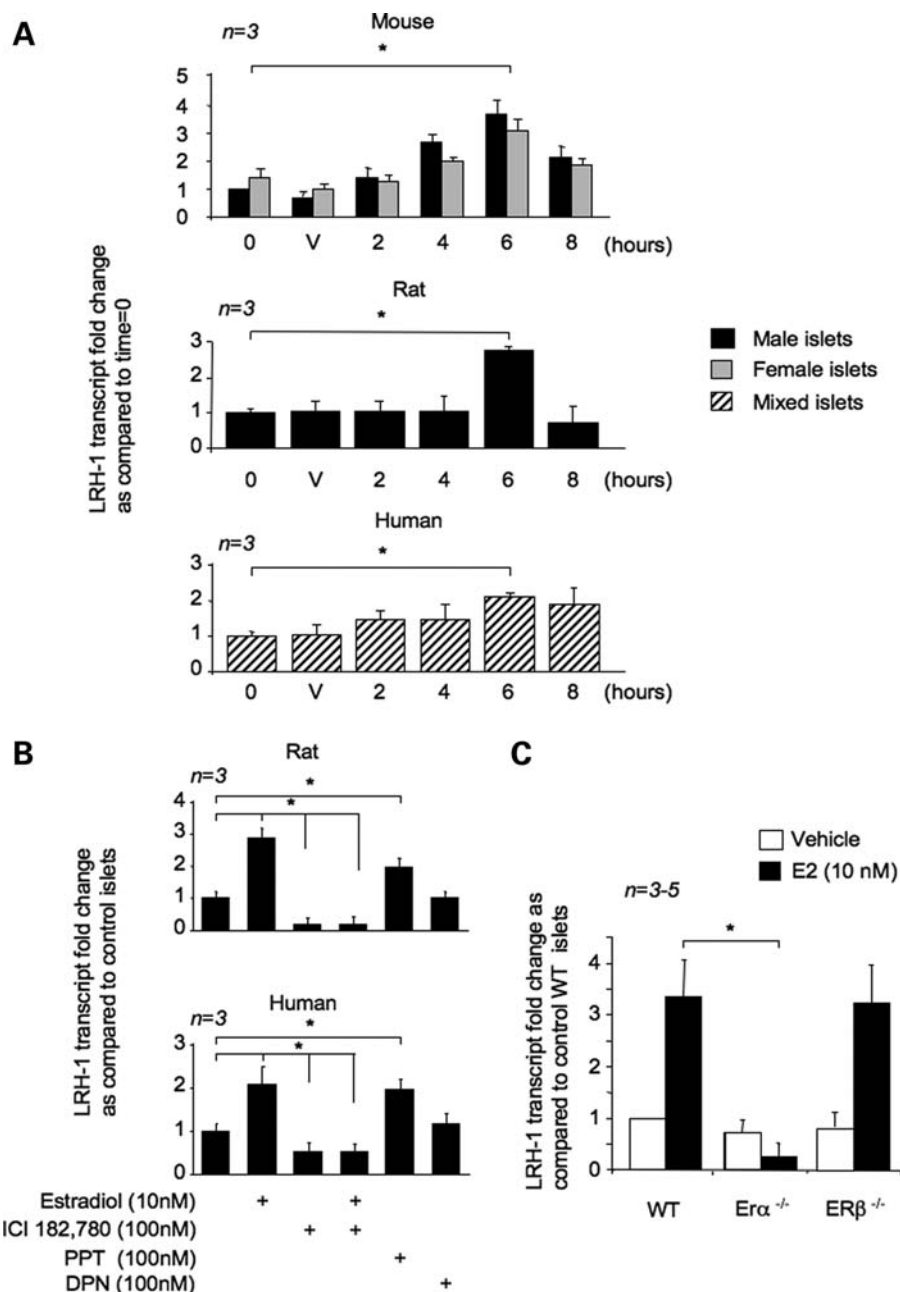 A
Mouse
n=3
*
5
4
3
2
1
0
0 V 2 4 6 8 (hours)
LRH-1 transcript fold change
as compared to time=0
Rat
n=3
*
3
2
1
0
0 V 2 4 6 8 (hours)
Male islets
Female islets
Mixed islets
Human
n=3
*
3
2
1
0
0 V 2 4 6 8 (hours)
B
Rat
n=3
*
*
4
3
2
1
0
LRH-1 transcript fold change
as compared to control islets
Human
n=3
*
*
3
2
1
0
Estradiol (10nM) + +
ICI 182,780 (100nM) + +
PPT (100nM) +
DPN (100nM) +
C
Vehicle
E2 (10 nM)
n=3-5
*
LRH-1 transcript fold change as
compared to control WT
islets
4
3
2
1
0
WT Erα -/- ERβ -/-